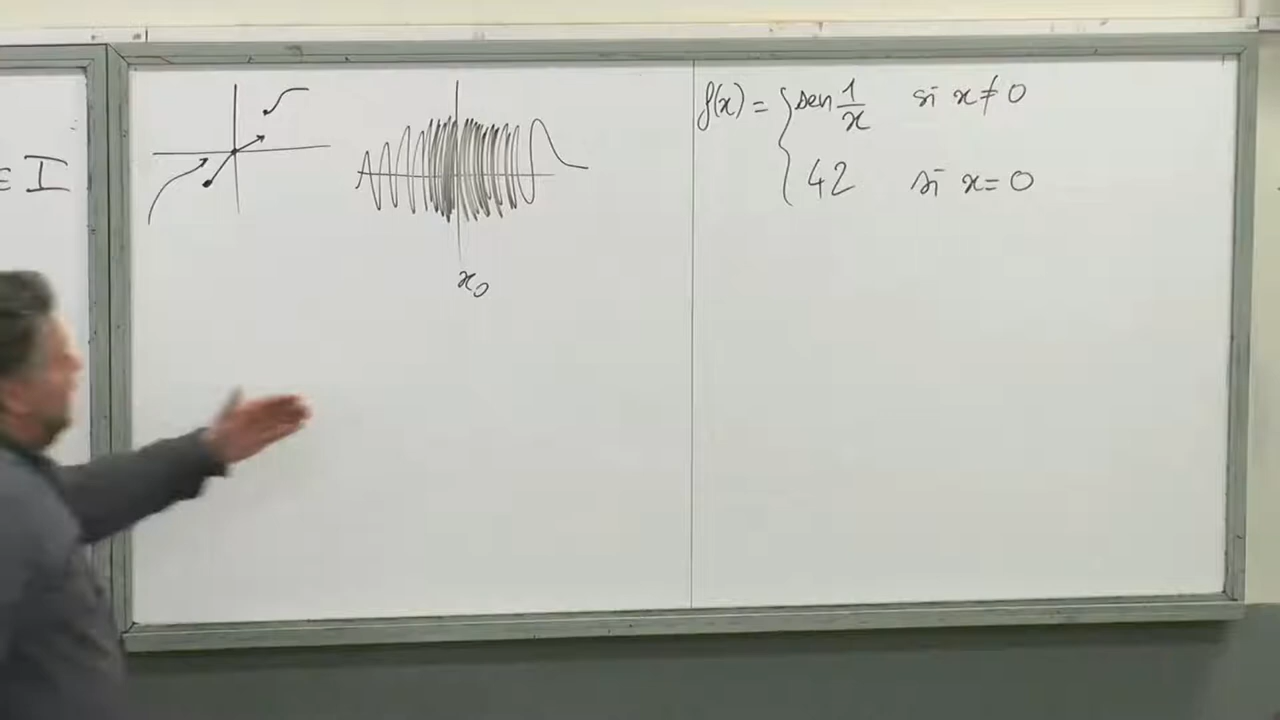 ∈ I
x₀
f(x) = { sen 1/x si x ≠ 0
42 si x = 0